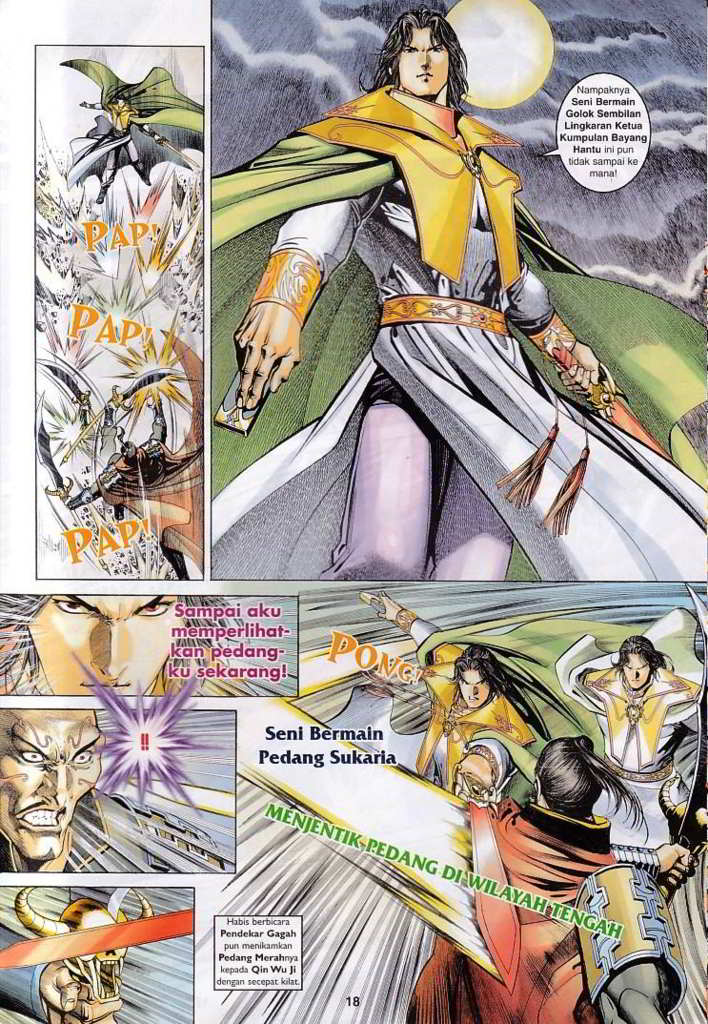 Nampaknya
Seni Bermain
Golok Sembilan
Lingkaran Ketua
Kumpulan Bayang
Hantu ini pun
tidak sampai ke
mana!
PAP!
PAP!
PAP!
Sampai aku
memperlihat-
kan pedang-
ku sekarang!
!!
PONG!
Seni Bermain
Pedang Sukaria
MENJENTIK PEDANG DI WILAYAH TENGAH
Habis berbicara
Pendekar Gagah
pun menikamkan
Pedang Merahnya
kepada Qin Wu Ji
dengan secepat kilat.
18